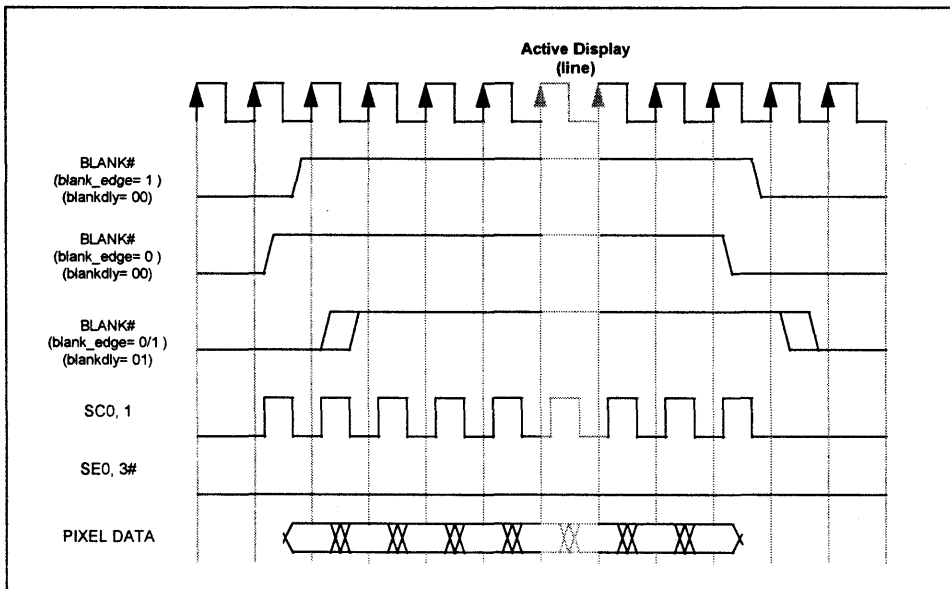 Active Display
(line)
BLANK#
(blank_edge= 1 )
(blankdly= 00)
BLANK#
(blank_edge= 0 )
(blankdly= 00)
BLANK#
(blank_edge= 0/1 )
(blankdly= 01)
SC0, 1
SE0, 3#
PIXEL DATA